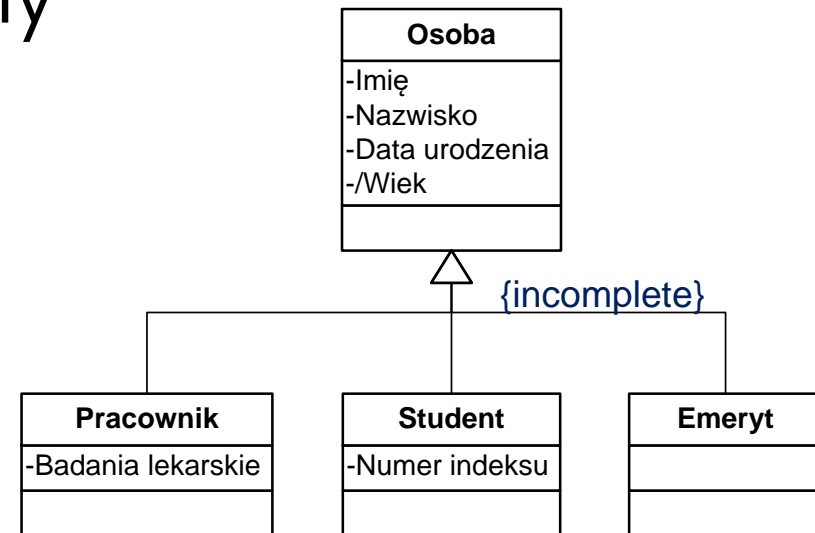 Osoba
-Imię
-Nazwisko
-Data urodzenia
-/Wiek
{incomplete}
Pracownik
-Badania lekarskie
Student
-Numer indeksu
Emeryt